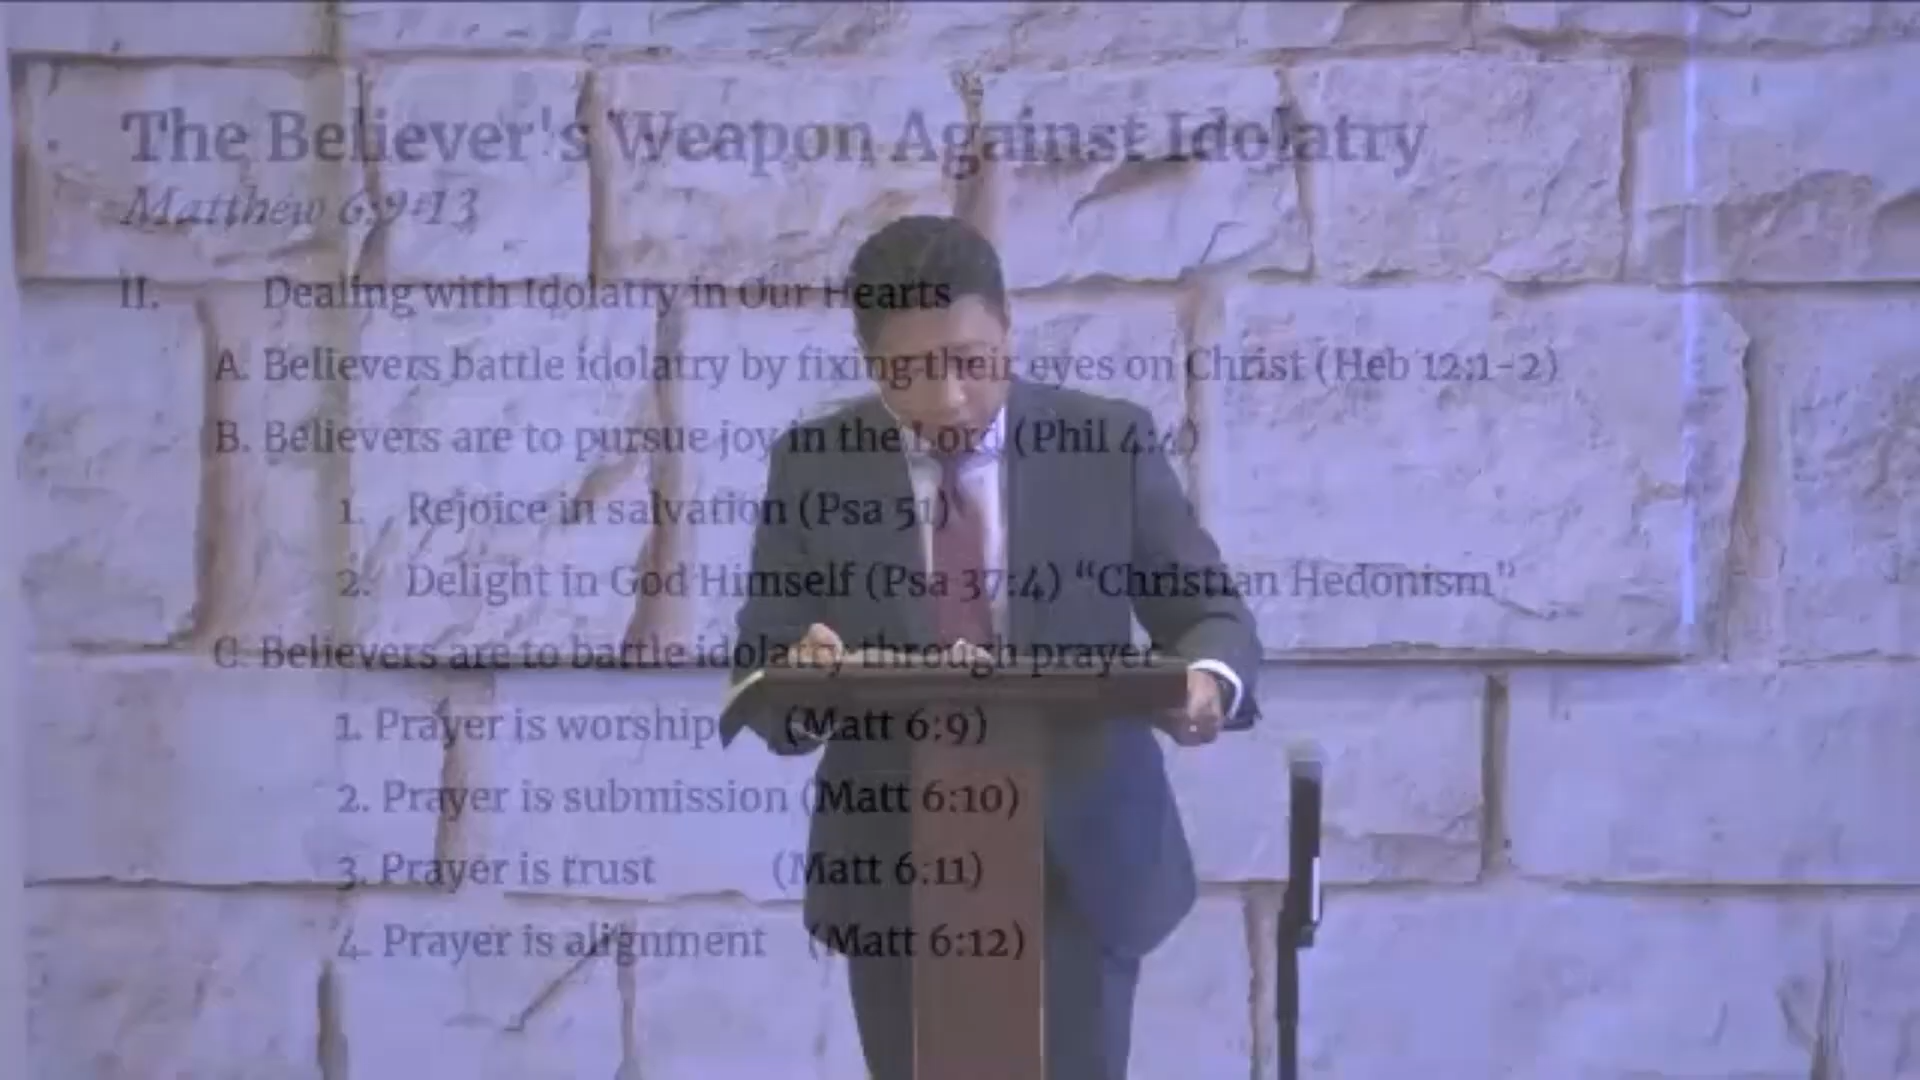 The Believer's Weapon Against Idolatry
Matthew 6:9-13
II. Dealing with Idolatry in Our Hearts
A. Believers battle idolatry by fixing their eyes on Christ (Heb 12:1-2)
B. Believers are to pursue joy in the Lord (Phil 4:4)
1. Rejoice in salvation (Psa 51)
2. Delight in God Himself (Psa 37:4) “Christian Hedonism”
C. Believers are to battle idolatry through prayer
1. Prayer is worship (Matt 6:9)
2. Prayer is submission (Matt 6:10)
3. Prayer is trust (Matt 6:11)
4. Prayer is alignment (Matt 6:12)